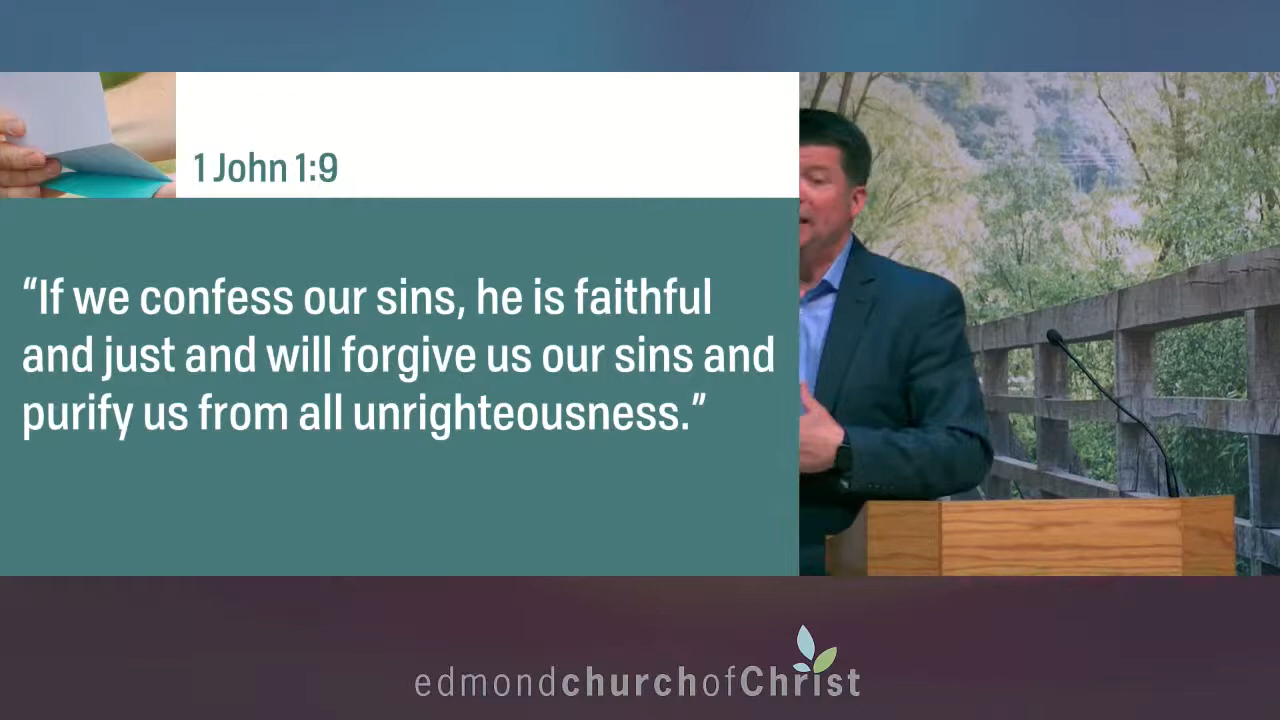 1 John 1:9
“If we confess our sins, he is faithful
and just and will forgive us our sins and
purify us from all unrighteousness.”
edmondchurchofChrist